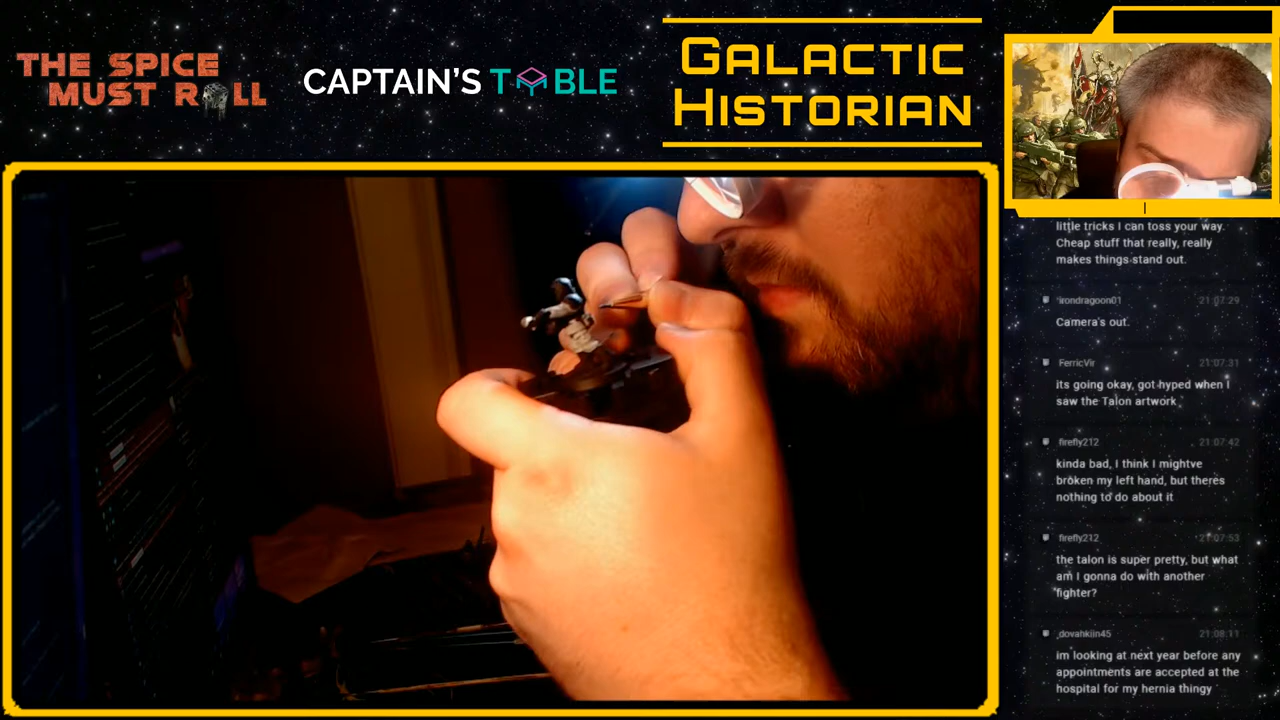 THE SPICE
MUST ROLL
CAPTAIN'S TABLE
GALACTIC
HISTORIAN
little tricks I can toss your way.
Cheap stuff that really, really
makes things stand out.
irondragoon01 21:07:29
Camera's out.
FerricVir 21:07:31
its going okay, got hyped when I
saw the Talon artwork
firefly212 21:07:42
kinda bad, I think I mightve
broken my left hand, but theres
nothing to do about it
firefly212 21:07:53
the talon is super pretty, but what
am I gonna do with another
fighter?
dovahkiin45 21:08:11
im looking at next year before any
appointments are accepted at the
hospital for my hernia thingy